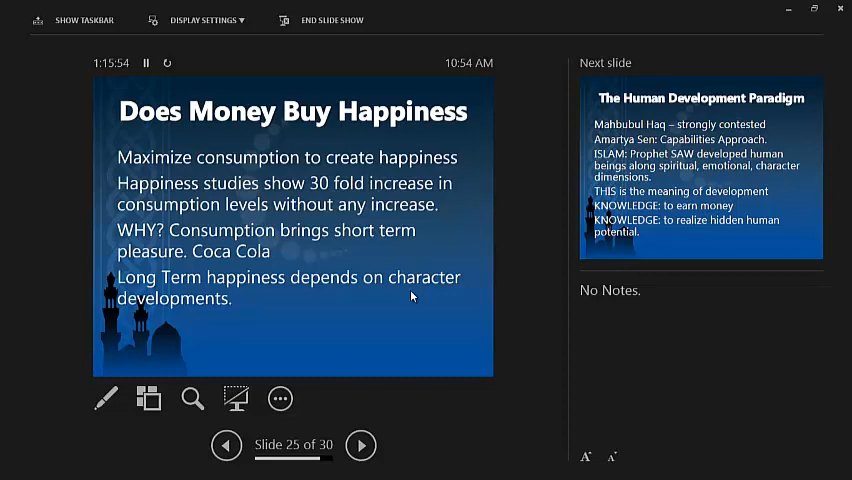 SHOW TASKBAR
DISPLAY SETTINGS ▼
END SLIDE SHOW
1:15:54
10:54 AM
Does Money Buy Happiness
Maximize consumption to create happiness
Happiness studies show 30 fold increase in
consumption levels without any increase.
WHY? Consumption brings short term
pleasure. Coca Cola
Long Term happiness depends on character
developments.
Slide 25 of 30
Next slide
The Human Development Paradigm
Mahbubul Haq – strongly contested
Amartya Sen: Capabilities Approach.
ISLAM: Prophet SAW developed human
beings along spiritual, emotional, character
dimensions.
THIS is the meaning of development
KNOWLEDGE: to earn money
KNOWLEDGE: to realize hidden human
potential.
No Notes.
A A